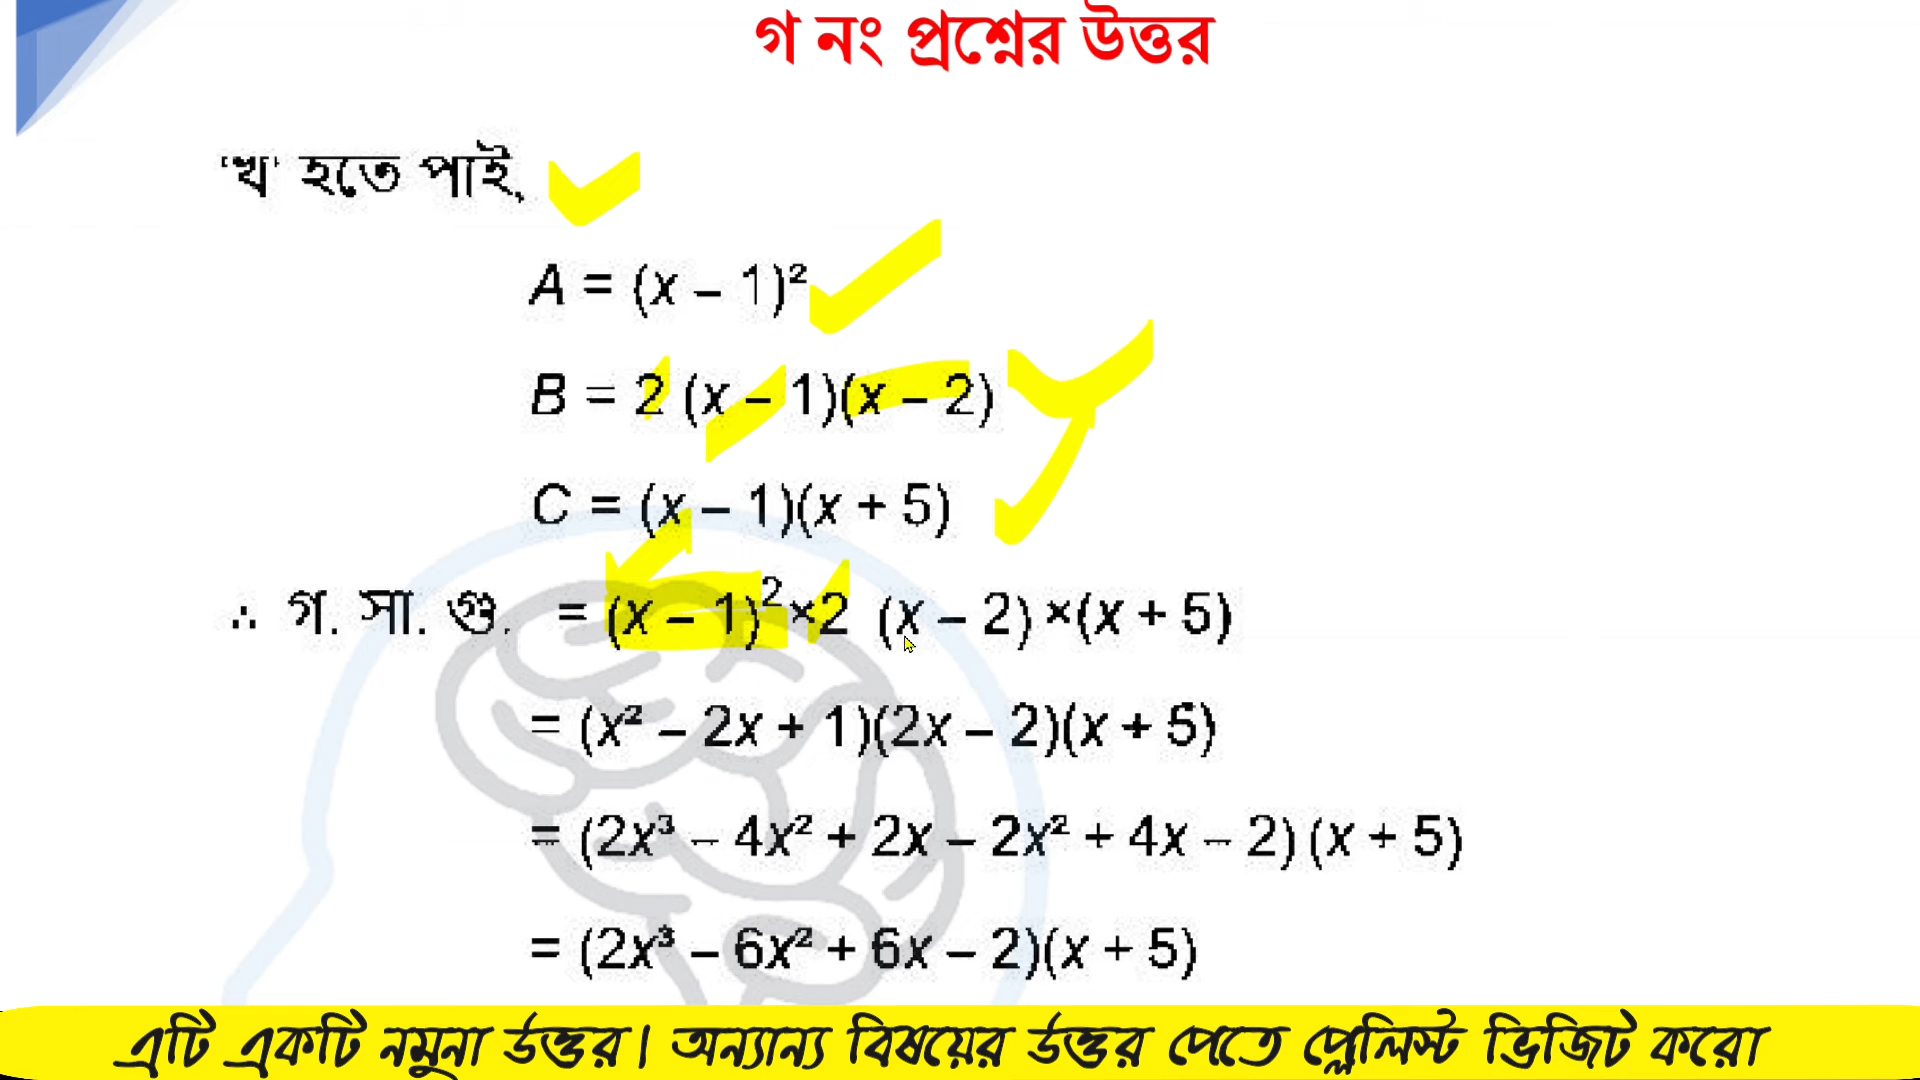 গ নং প্রশ্নের উত্তর
'খ' হতে পাই,
A = (x – 1)²
B = 2 (x – 1)(x – 2)
C = (x – 1)(x + 5)
∴ গ. সা. গু. = (x – 1)²×2 (x – 2) ×(x + 5)
= (x² – 2x + 1)(2x – 2)(x + 5)
= (2x³ – 4x² + 2x – 2x² + 4x – 2) (x + 5)
= (2x³ – 6x² + 6x – 2)(x + 5)
এটি একটি নমুনা উত্তর। অন্যান্য বিষয়ের উত্তর পেতে প্লেলিস্ট ভিজিট করো